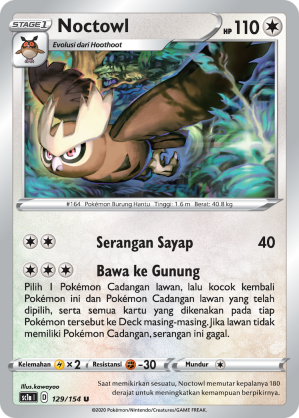 STAGE 1 Noctowl HP 110
Evolusi dari Hoothoot
#164 Pokémon Burung Hantu Tinggi: 1.6 m Berat: 40.8 kg
Serangan Sayap 40
Bawa ke Gunung
Pilih 1 Pokémon Cadangan lawan, lalu kocok kembali
Pokémon ini dan Pokémon Cadangan lawan yang telah
dipilih, serta semua kartu yang dikenakan pada tiap
Pokémon tersebut ke Deck masing-masing. Jika lawan tidak
memiliki Pokémon Cadangan, serangan ini gagal.
Kelemahan ×2 Resistansi -30 Mundur
Illus. kawayoo
sc1a I D 129/154 U
Saat memikirkan sesuatu, Noctowl memutar kepalanya 180
derajat untuk meningkatkan kemampuan berpikirnya.
©2020 Pokémon/Nintendo/Creatures/GAME FREAK.